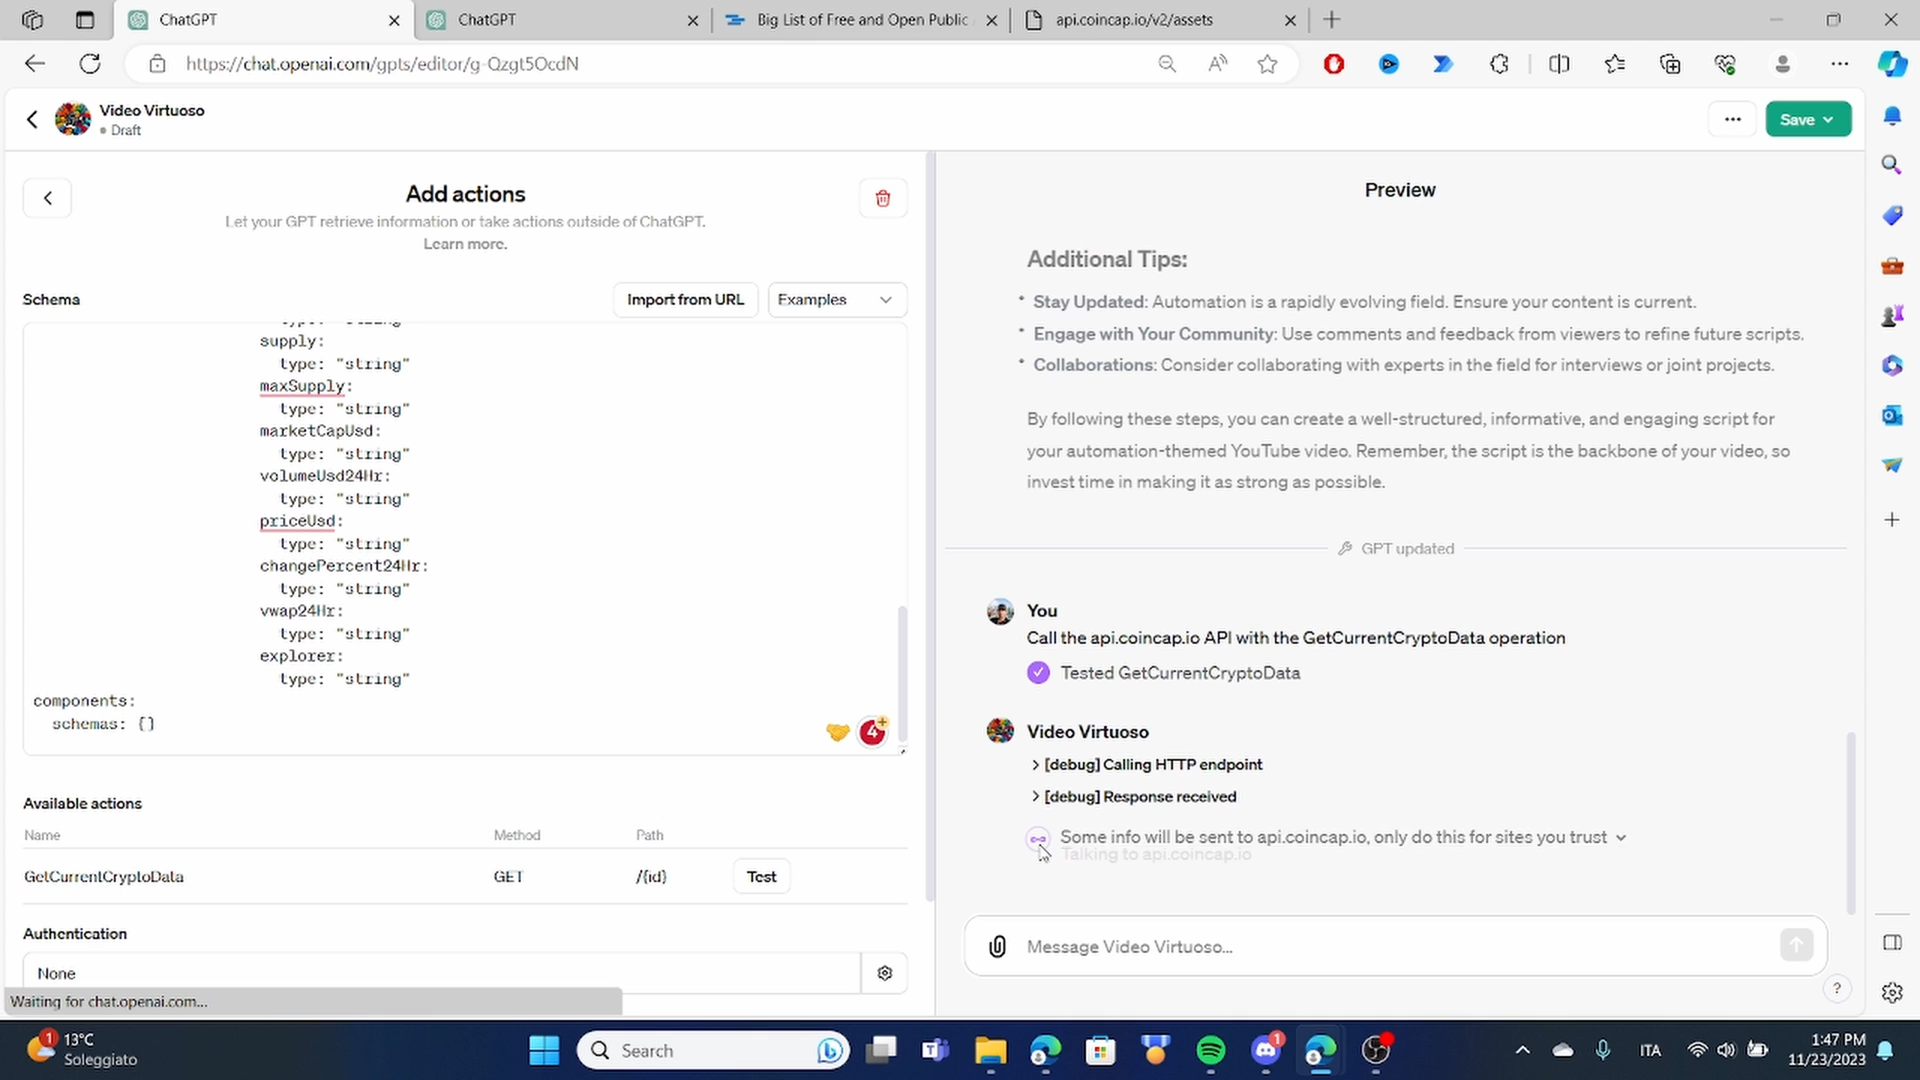 ChatGPT
ChatGPT
Big List of Free and Open Public
api.coincap.io/v2/assets
https://chat.openai.com/gpts/editor/g-Qzgt5OcdN
Video Virtuoso
Draft
Save
Add actions
Let your GPT retrieve information or take actions outside of ChatGPT.
Learn more.
Schema
Import from URL
Examples
supply:
type: "string"
maxSupply:
type: "string"
marketCapUsd:
type: "string"
volumeUsd24Hr:
type: "string"
priceUsd:
type: "string"
changePercent24Hr:
type: "string"
vwap24Hr:
type: "string"
explorer:
type: "string"
components:
schemas: {}
4
Available actions
Name Method Path
GetCurrentCryptoData GET /{id} Test
Authentication
None
Waiting for chat.openai.com...
Preview
Additional Tips:
• Stay Updated: Automation is a rapidly evolving field. Ensure your content is current.
• Engage with Your Community: Use comments and feedback from viewers to refine future scripts.
• Collaborations: Consider collaborating with experts in the field for interviews or joint projects.
By following these steps, you can create a well-structured, informative, and engaging script for
your automation-themed YouTube video. Remember, the script is the backbone of your video, so
invest time in making it as strong as possible.
GPT updated
You
Call the api.coincap.io API with the GetCurrentCryptoData operation
Tested GetCurrentCryptoData
Video Virtuoso
[debug] Calling HTTP endpoint
[debug] Response received
Some info will be sent to api.coincap.io, only do this for sites you trust
Talking to api.coincap.io
Message Video Virtuoso...
?
1
13°C
Soleggiato
Search
1
ITA
1:47 PM
11/23/2023